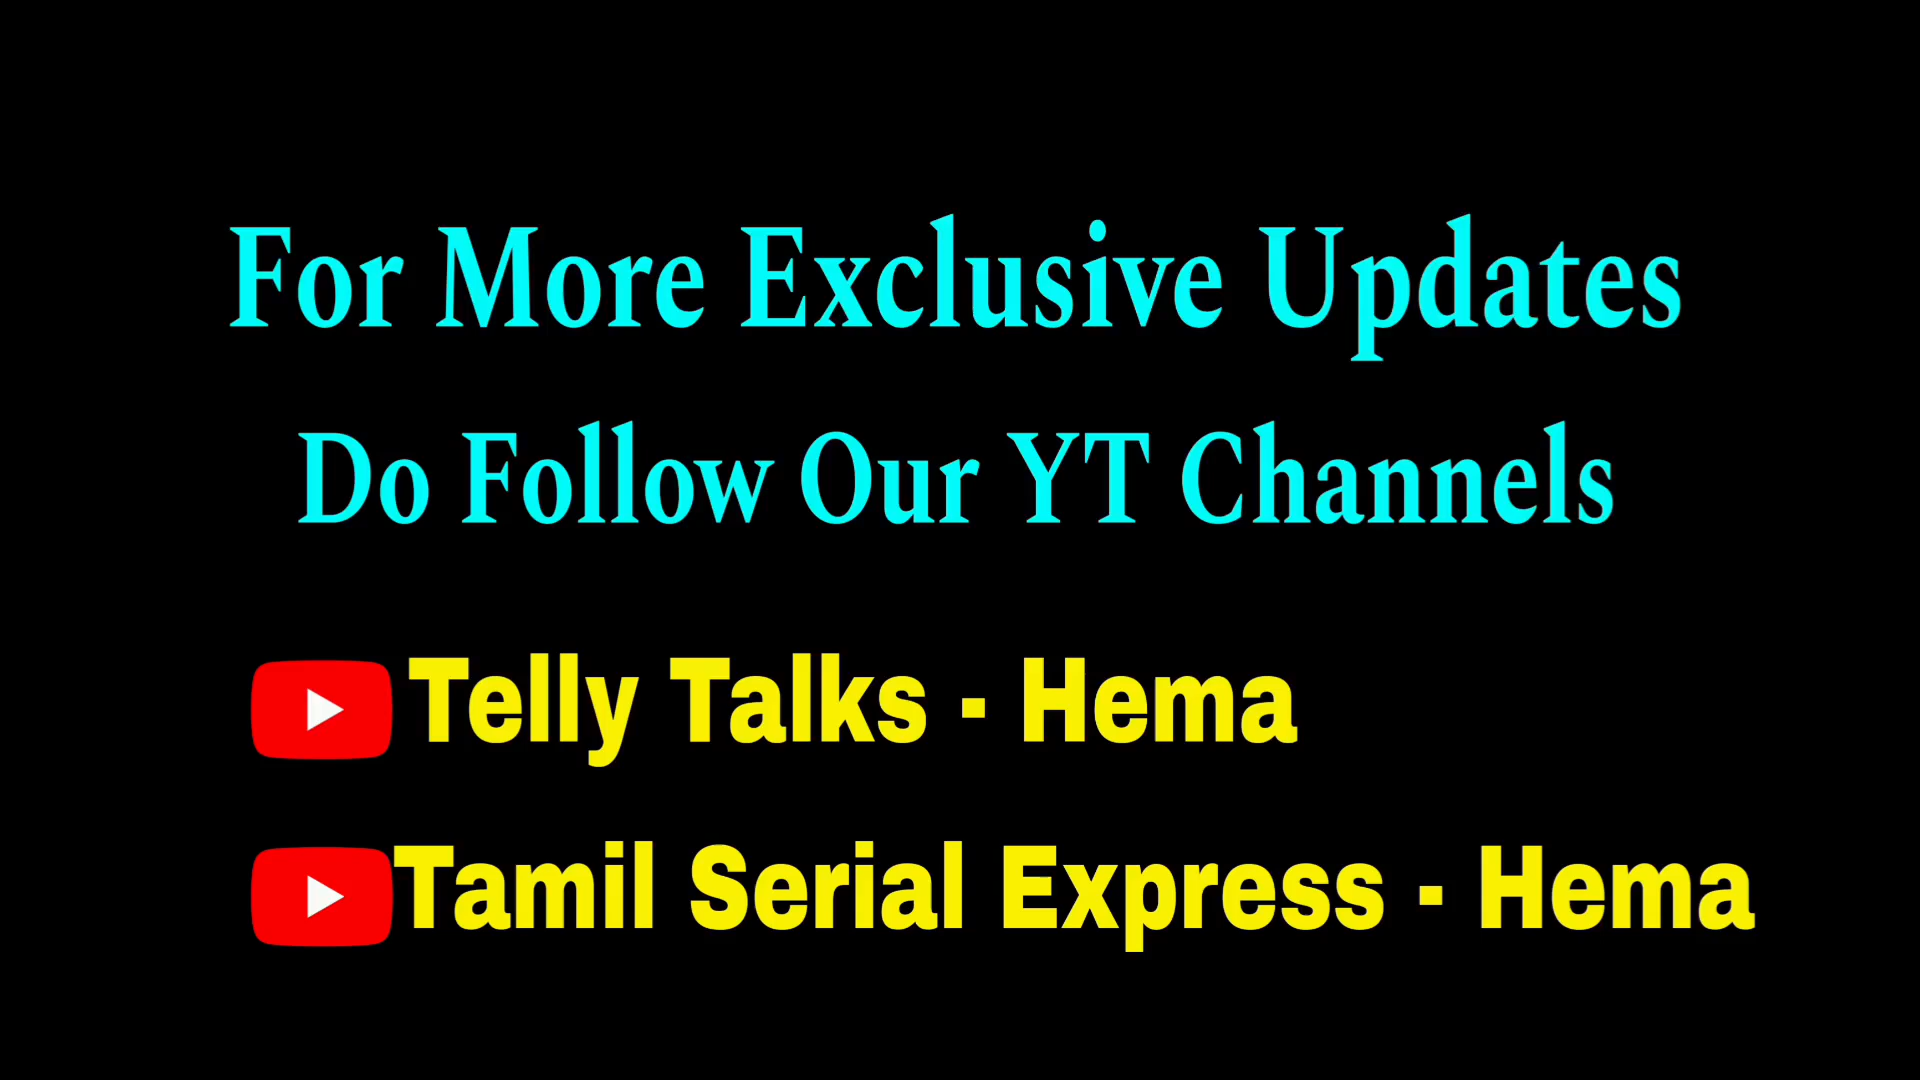 For More Exclusive Updates
Do Follow Our YT Channels
Telly Talks - Hema
Tamil Serial Express - Hema